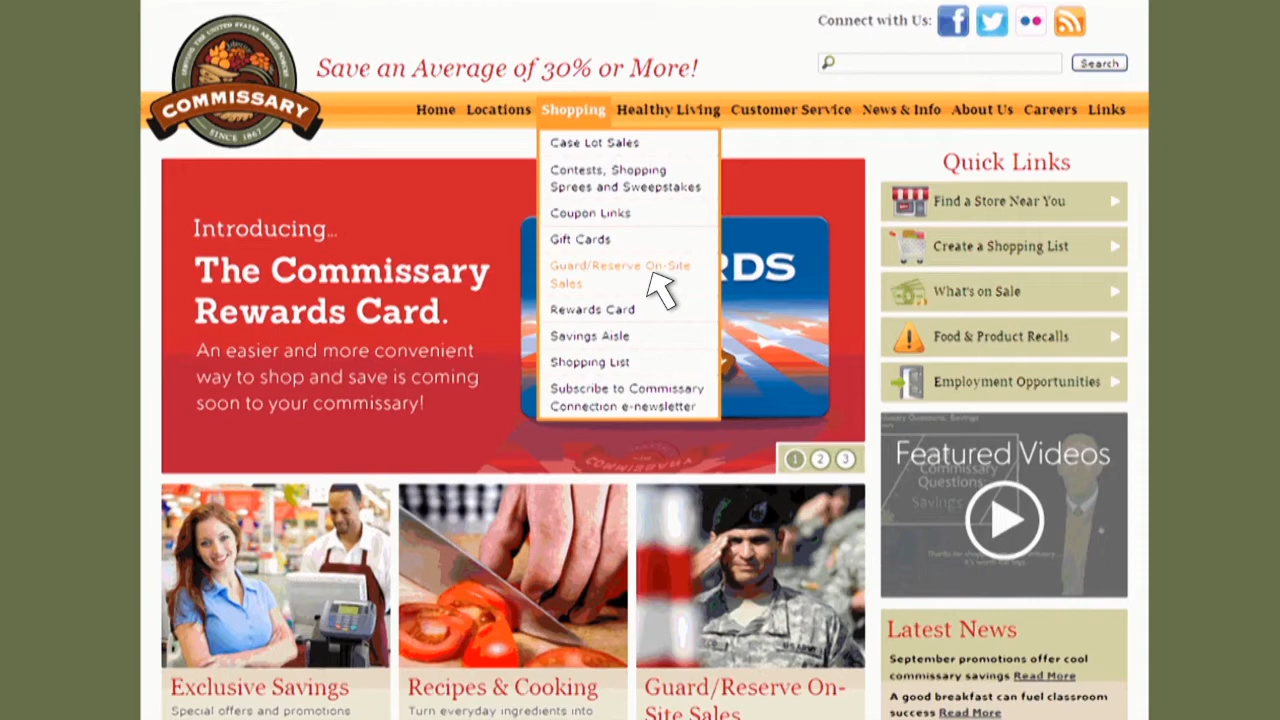 Connect with Us:
SERVING THE UNITED STATES ARMED FORCES
COMMISSARY
SINCE 1867
Save an Average of 30% or More!
Search
Home Locations Shopping Healthy Living Customer Service News & Info About Us Careers Links
Case Lot Sales
Contests, Shopping
Sprees and Sweepstakes
Coupon Links
Gift Cards
Guard/Reserve On-Site
Sales
Rewards Card
Savings Aisle
Shopping List
Subscribe to Commissary
Connection e-newsletter
Introducing...
The Commissary
Rewards Card.
An easier and more convenient
way to shop and save is coming
soon to your commissary!
RDS
COMMISSARY
1 2 3
Quick Links
Find a Store Near You
Create a Shopping List
What's on Sale
Food & Product Recalls
Employment Opportunities
Featured Videos
Commissary
Questions:
Savings
Latest News
September promotions offer cool
commissary savings Read More
A good breakfast can fuel classroom
success Read More
Exclusive Savings
Special offers and promotions
Recipes & Cooking
Turn everyday ingredients into
Guard/Reserve On-
Site Sales